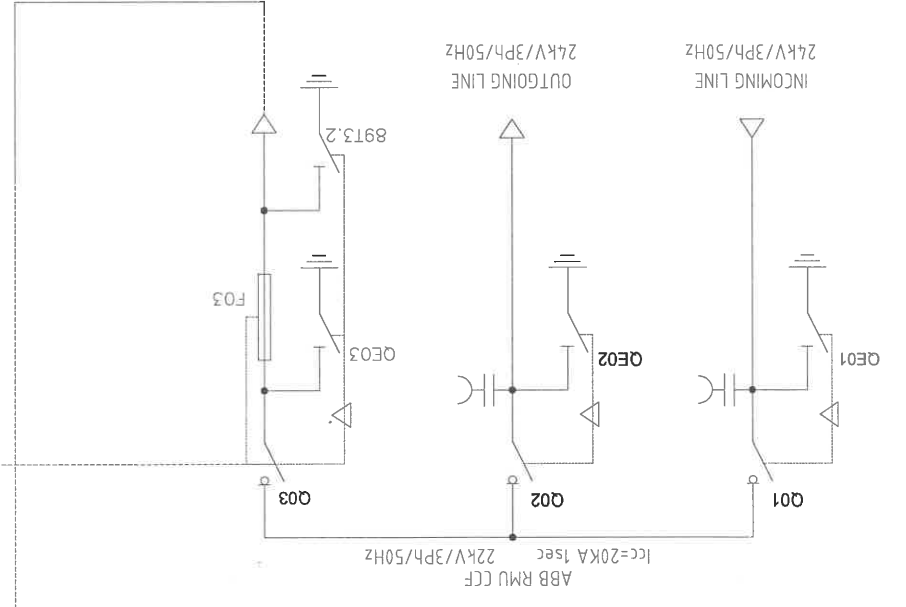 ABB RMU CCF
Icc=20KA 1sec 22kV/3Ph/50Hz
Q01
Q02
Q03
QE01
QE02
QE03
F03
89T3.2
INCOMING LINE
24kV/3Ph/50Hz
OUTGOING LINE
24kV/3Ph/50Hz